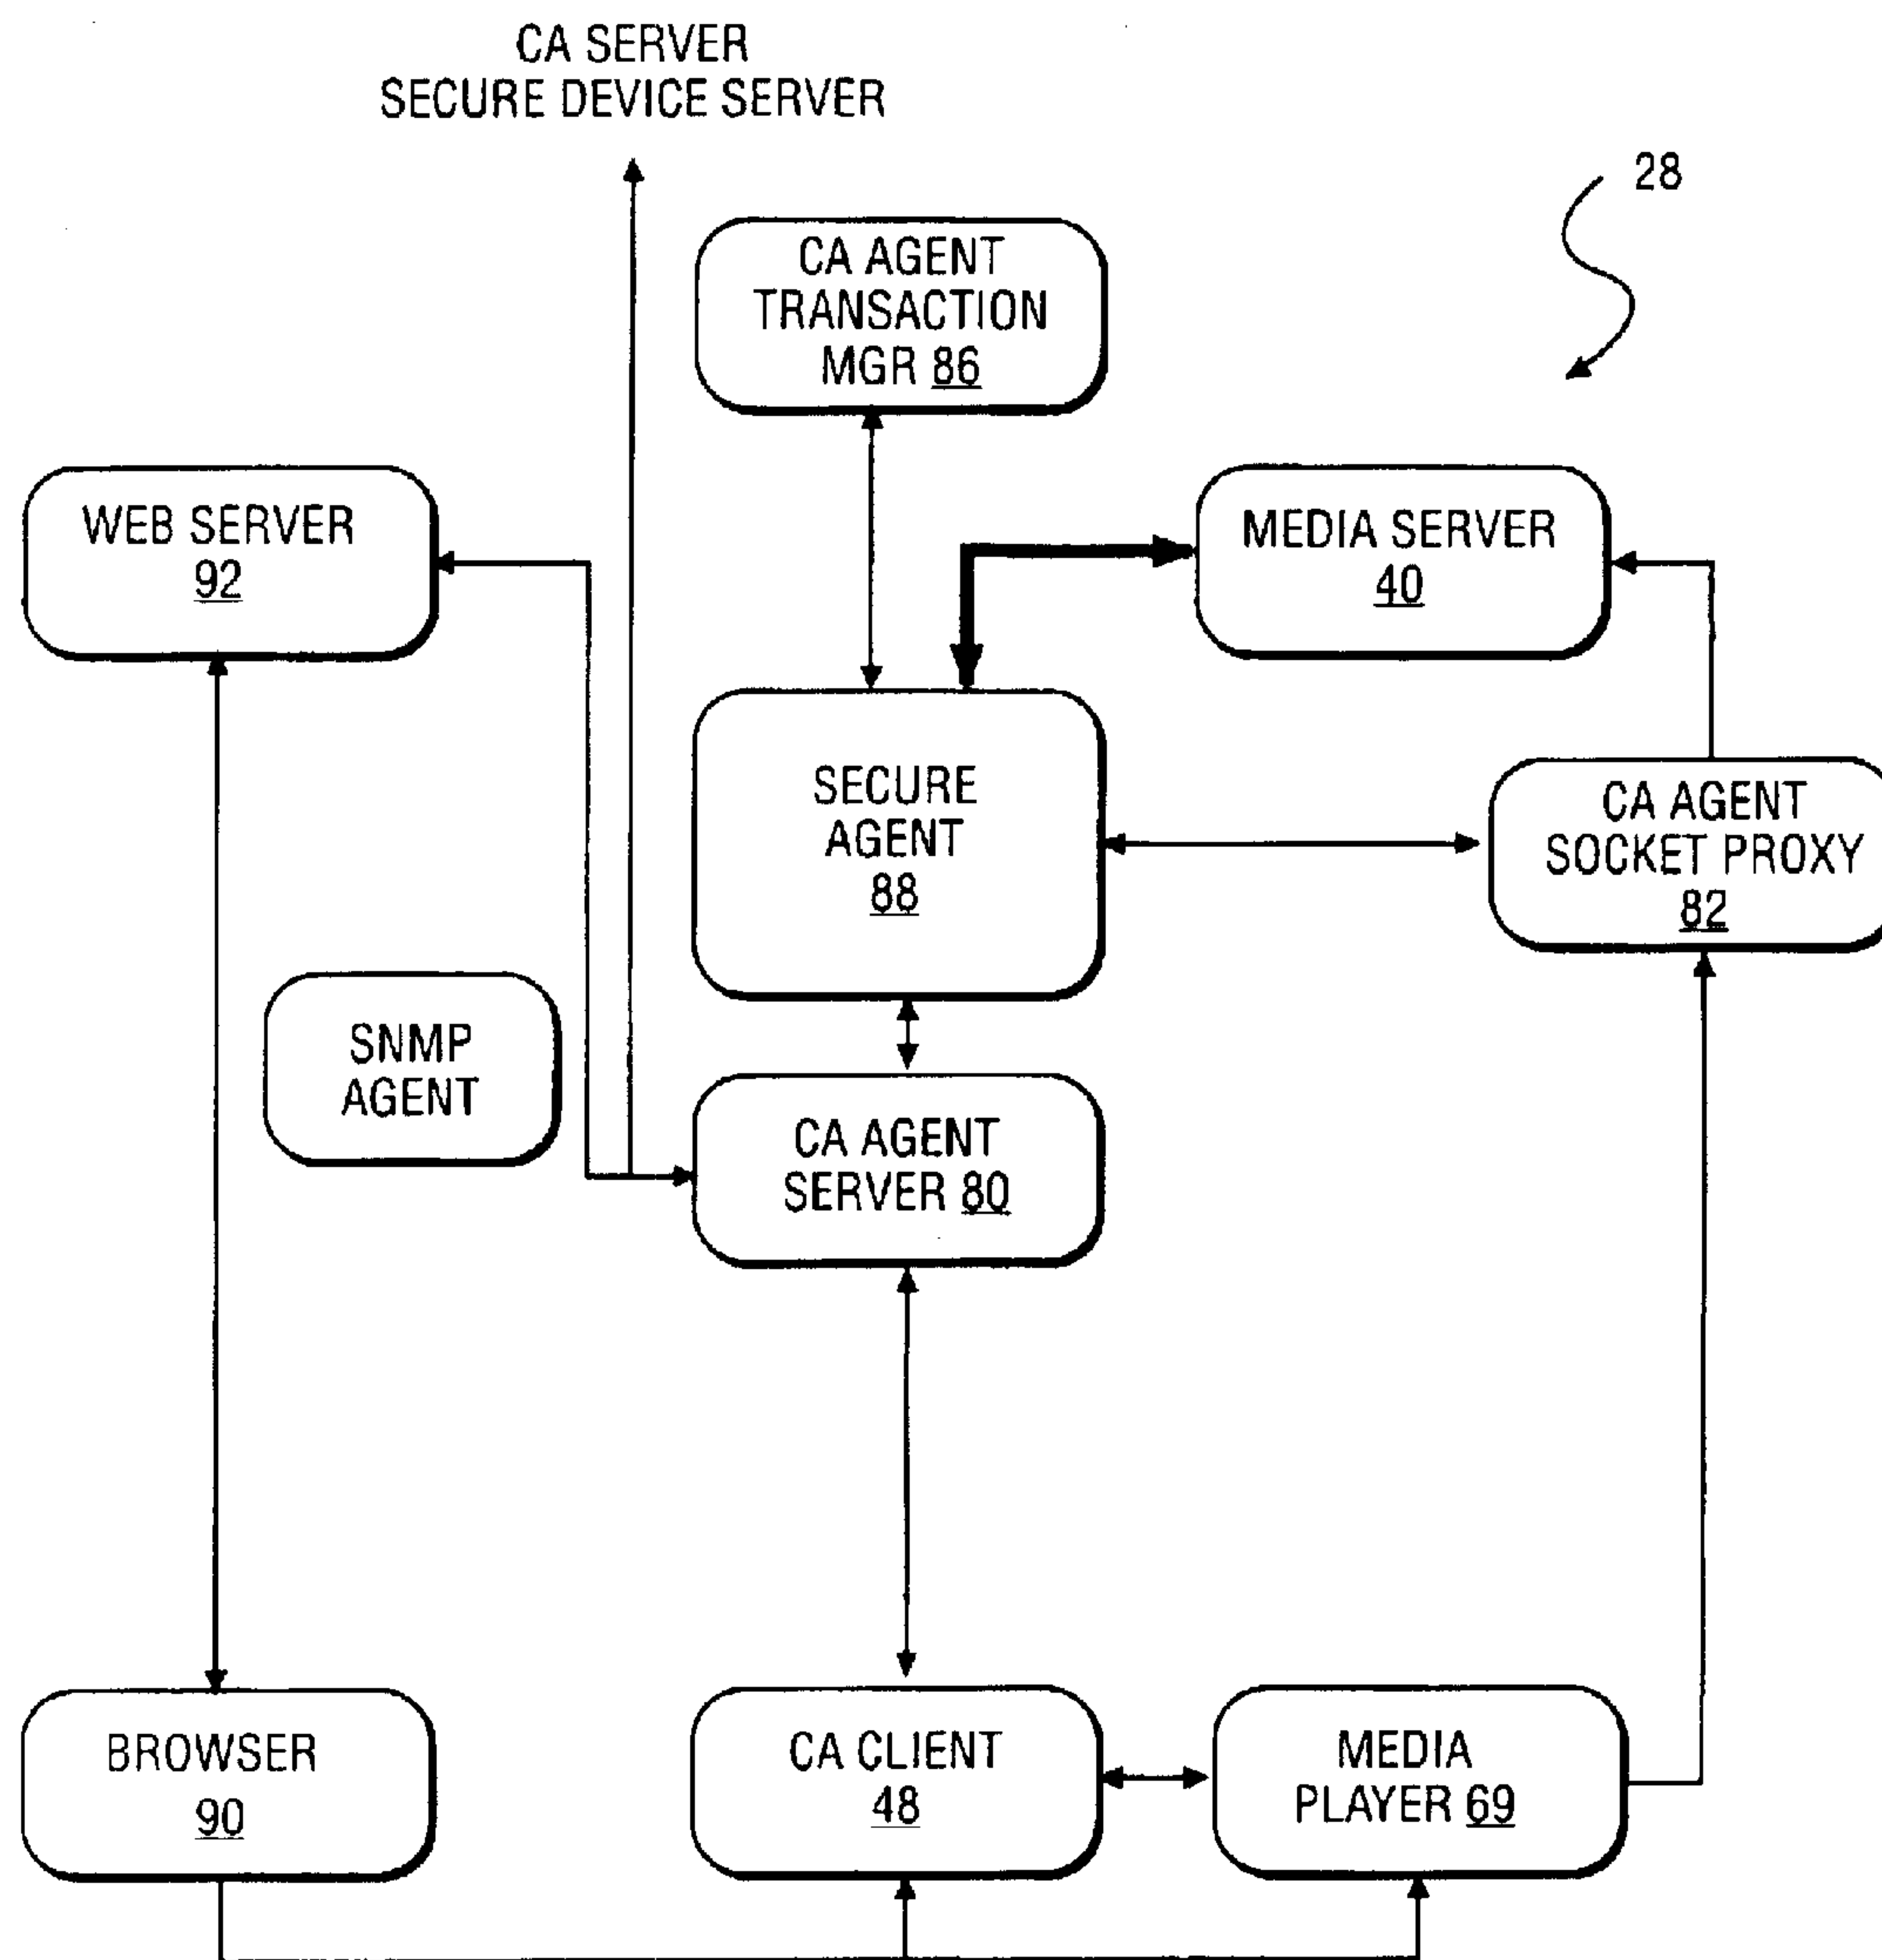 CA SERVER
SECURE DEVICE SERVER
28
CA AGENT
TRANSACTION
MGR 86
WEB SERVER
92
MEDIA SERVER
40
SECURE
AGENT
88
CA AGENT
SOCKET PROXY
82
SNMP
AGENT
CA AGENT
SERVER 80
BROWSER
90
CA CLIENT
48
MEDIA
PLAYER 69